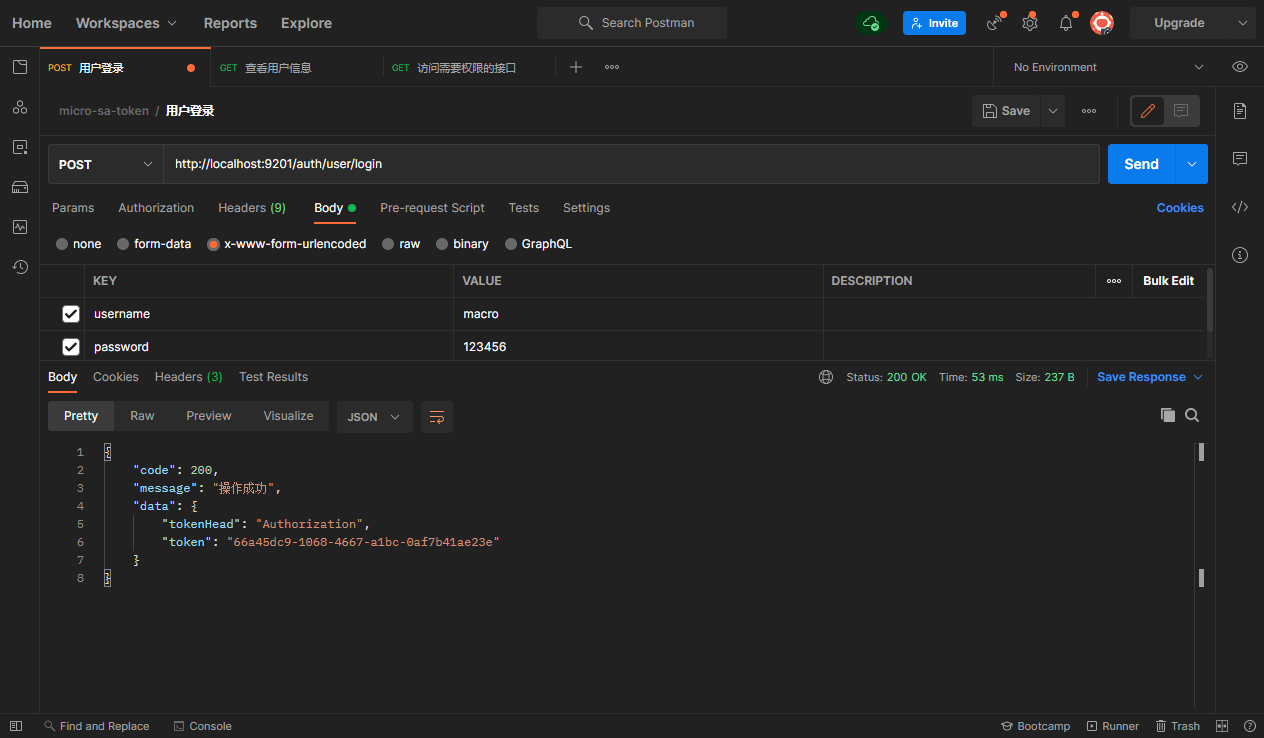 Home Workspaces Reports Explore Search Postman Invite Upgrade
POST 用户登录 GET 查看用户信息 GET 访问需要权限的接口 No Environment
micro-sa-token / 用户登录 Save
POST http://localhost:9201/auth/user/login Send
Params Authorization Headers (9) Body Pre-request Script Tests Settings Cookies
none form-data x-www-form-urlencoded raw binary GraphQL
KEY VALUE DESCRIPTION Bulk Edit
username macro
password 123456
Body Cookies Headers (3) Test Results Status: 200 OK Time: 53 ms Size: 237 B Save Response
Pretty Raw Preview Visualize JSON
1 {
2 "code": 200,
3 "message": "操作成功",
4 "data": {
5 "tokenHead": "Authorization",
6 "token": "66a45dc9-1068-4667-a1bc-0af7b41ae23e"
7 }
8 }
Find and Replace Console Bootcamp Runner Trash